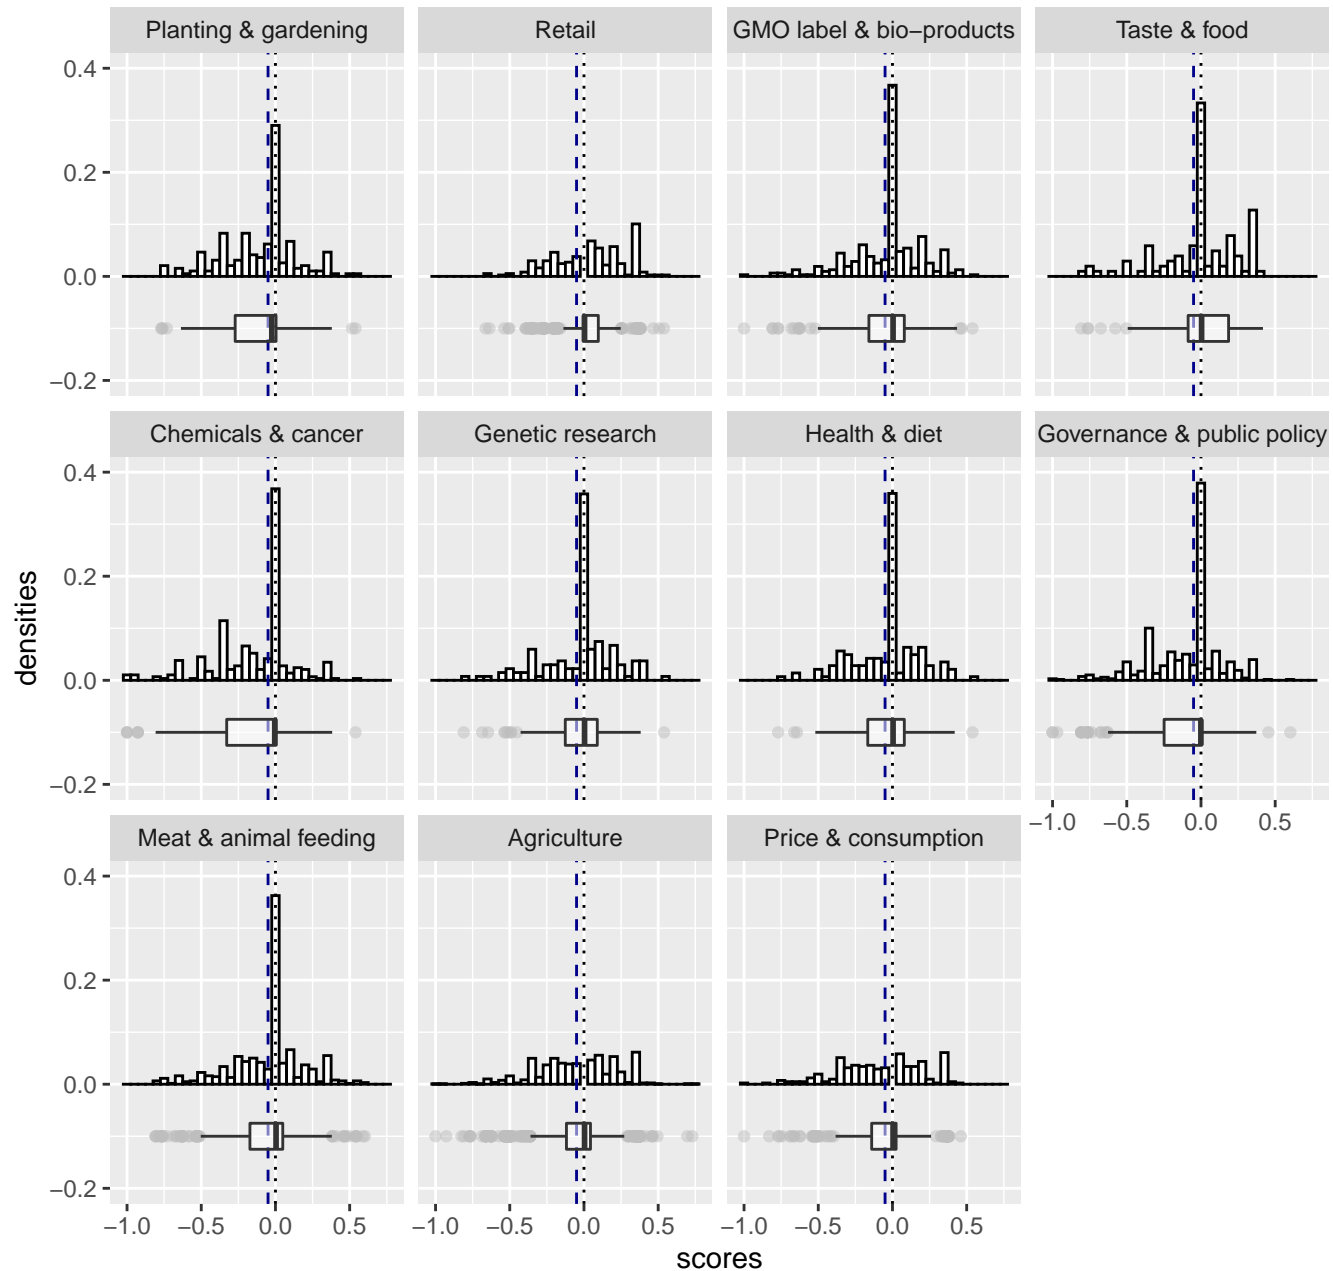 Planting & gardening
Retail
GMO label & bio−products
Taste & food
0.4
0.2
0.0
−0.2
Chemicals & cancer
Genetic research
Health & diet
Governance & public policy
0.4
0.2
0.0
−0.2
−1.0 −0.5 0.0 0.5
Meat & animal feeding
Agriculture
Price & consumption
0.4
0.2
0.0
−0.2
−1.0 −0.5 0.0 0.5
−1.0 −0.5 0.0 0.5
−1.0 −0.5 0.0 0.5
densities
scores